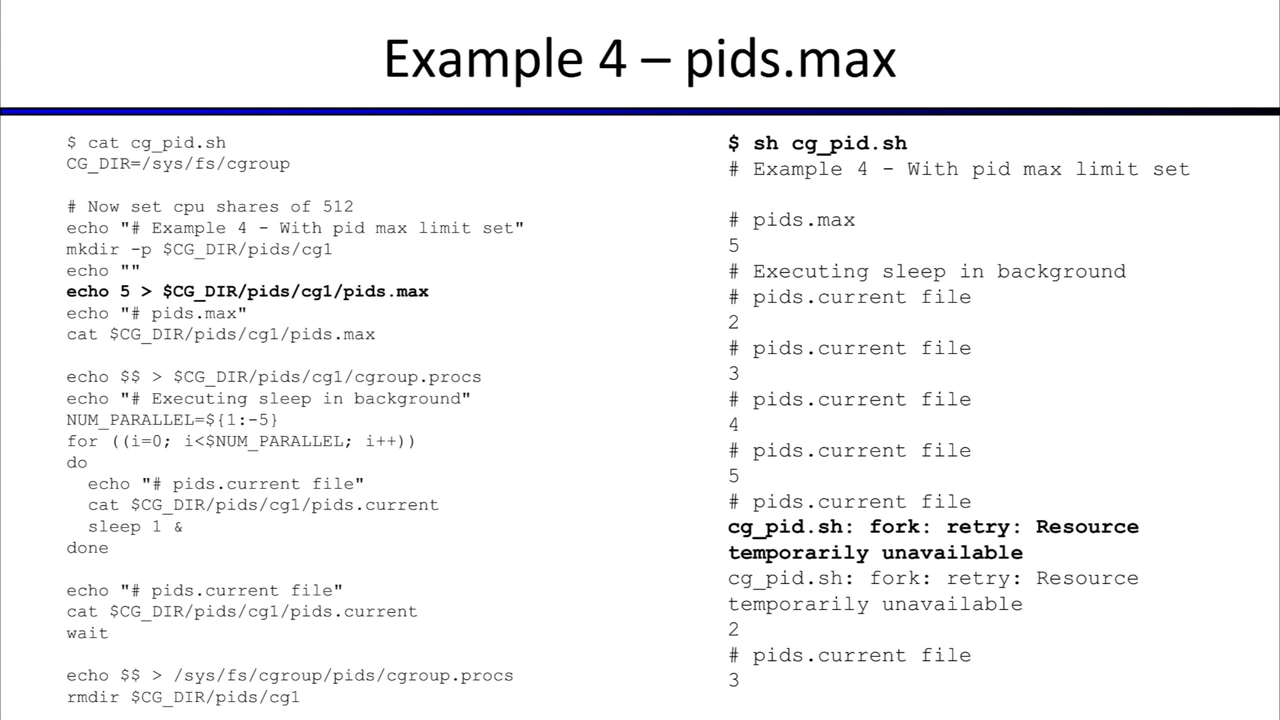 Example 4 – pids.max
$ cat cg_pid.sh
CG_DIR=/sys/fs/cgroup
# Now set cpu shares of 512
echo "# Example 4 - With pid max limit set"
mkdir -p $CG_DIR/pids/cg1
echo ""
echo 5 > $CG_DIR/pids/cg1/pids.max
echo "# pids.max"
cat $CG_DIR/pids/cg1/pids.max
echo $$ > $CG_DIR/pids/cg1/cgroup.procs
echo "# Executing sleep in background"
NUM_PARALLEL=${1:-5}
for ((i=0; i<$NUM_PARALLEL; i++))
do
  echo "# pids.current file"
  cat $CG_DIR/pids/cg1/pids.current
  sleep 1 &
done
echo "# pids.current file"
cat $CG_DIR/pids/cg1/pids.current
wait
echo $$ > /sys/fs/cgroup/pids/cgroup.procs
rmdir $CG_DIR/pids/cg1
$ sh cg_pid.sh
# Example 4 - With pid max limit set
# pids.max
5
# Executing sleep in background
# pids.current file
2
# pids.current file
3
# pids.current file
4
# pids.current file
5
# pids.current file
cg_pid.sh: fork: retry: Resource
temporarily unavailable
cg_pid.sh: fork: retry: Resource
temporarily unavailable
2
# pids.current file
3